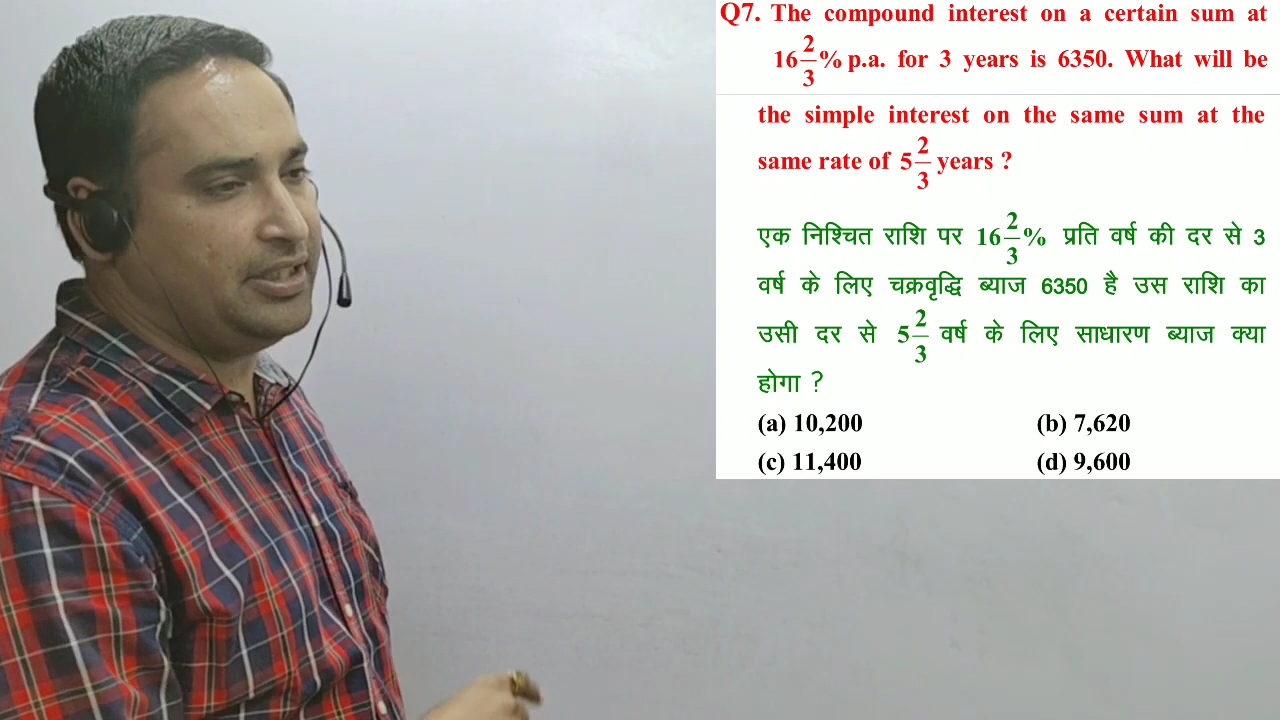 Q7. The compound interest on a certain sum at
16 2/3 % p.a. for 3 years is 6350. What will be
the simple interest on the same sum at the
same rate of 5 2/3 years ?
एक निश्चित राशि पर 16 2/3 % प्रति वर्ष की दर से 3
वर्ष के लिए चक्रवृद्धि ब्याज 6350 है उस राशि का
उसी दर से 5 2/3 वर्ष के लिए साधारण ब्याज क्या
होगा ?
(a) 10,200 (b) 7,620
(c) 11,400 (d) 9,600